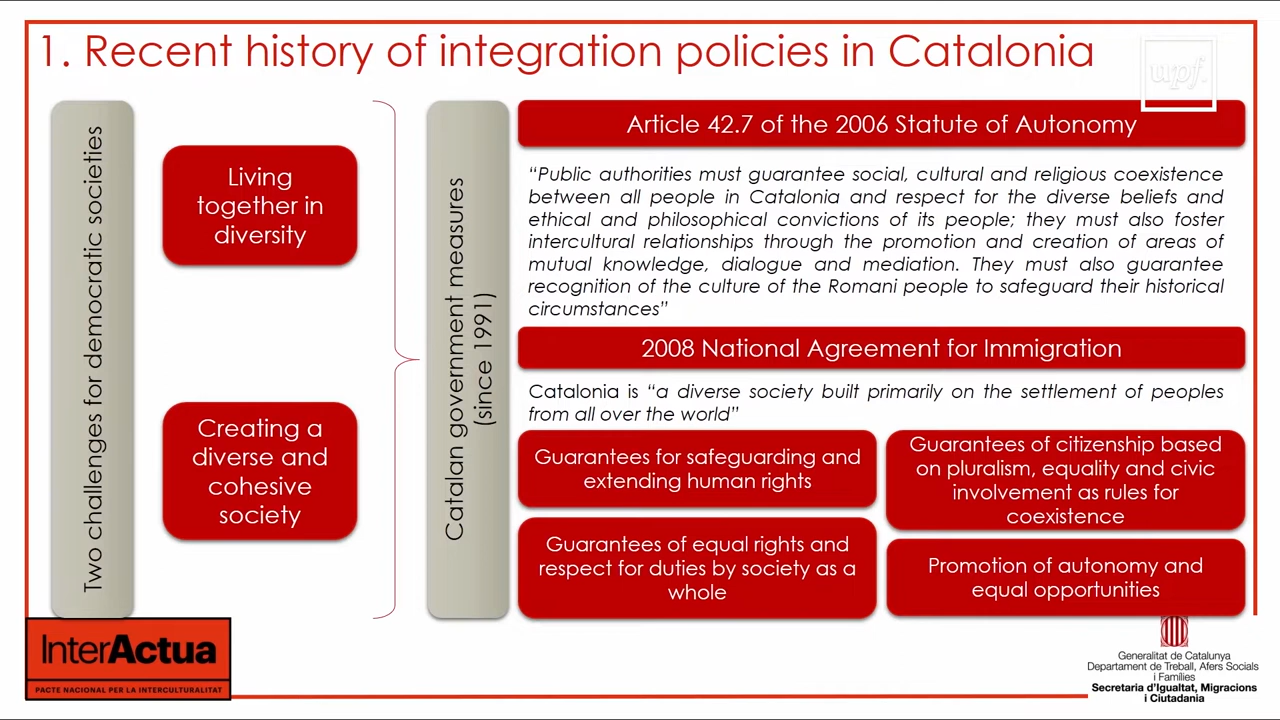 1. Recent history of integration policies in Catalonia
upf.
Two challenges for democratic societies
Living
together in
diversity
Creating a
diverse and
cohesive
society
Catalan government measures
(since 1991)
Article 42.7 of the 2006 Statute of Autonomy
“Public authorities must guarantee social, cultural and religious coexistence
between all people in Catalonia and respect for the diverse beliefs and
ethical and philosophical convictions of its people; they must also foster
intercultural relationships through the promotion and creation of areas of
mutual knowledge, dialogue and mediation. They must also guarantee
recognition of the culture of the Romani people to safeguard their historical
circumstances”
2008 National Agreement for Immigration
Catalonia is “a diverse society built primarily on the settlement of peoples
from all over the world”
Guarantees for safeguarding and
extending human rights
Guarantees of citizenship based
on pluralism, equality and civic
involvement as rules for
coexistence
Guarantees of equal rights and
respect for duties by society as a
whole
Promotion of autonomy and
equal opportunities
InterActua
PACTE NACIONAL PER LA INTERCULTURALITAT
Generalitat de Catalunya
Departament de Treball, Afers Socials
i Famílies
Secretaria d'Igualtat, Migracions
i Ciutadania